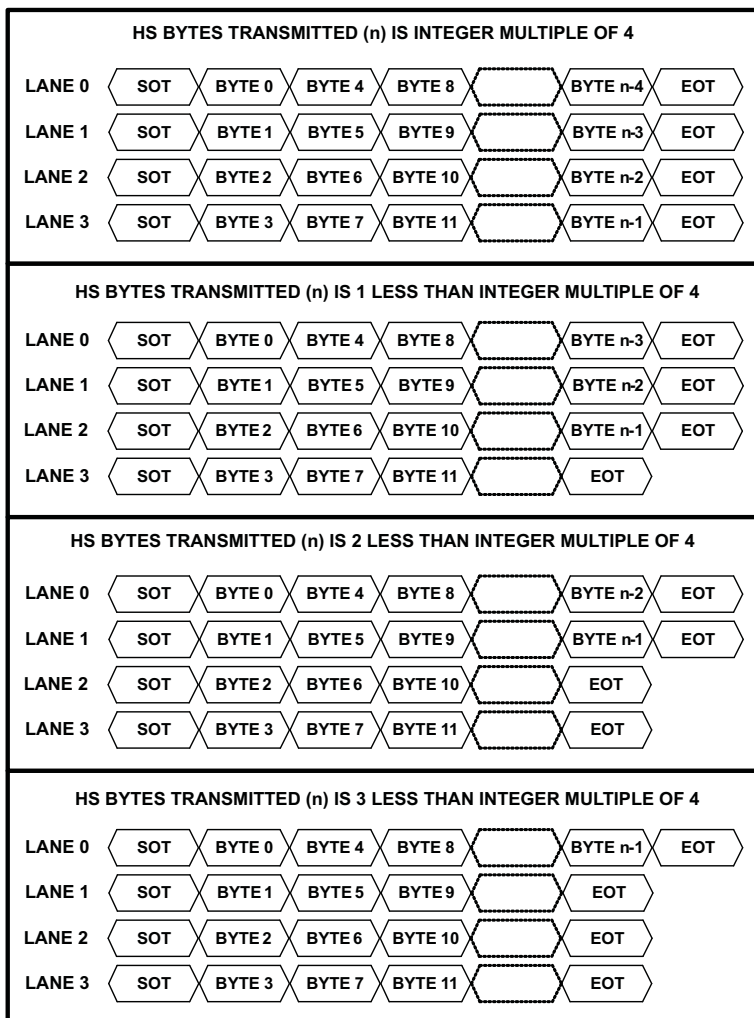 HS BYTES TRANSMITTED (n) IS INTEGER MULTIPLE OF 4
LANE 0 SOT BYTE 0 BYTE 4 BYTE 8 BYTE n-4 EOT
LANE 1 SOT BYTE 1 BYTE 5 BYTE 9 BYTE n-3 EOT
LANE 2 SOT BYTE 2 BYTE 6 BYTE 10 BYTE n-2 EOT
LANE 3 SOT BYTE 3 BYTE 7 BYTE 11 BYTE n-1 EOT
HS BYTES TRANSMITTED (n) IS 1 LESS THAN INTEGER MULTIPLE OF 4
LANE 0 SOT BYTE 0 BYTE 4 BYTE 8 BYTE n-3 EOT
LANE 1 SOT BYTE 1 BYTE 5 BYTE 9 BYTE n-2 EOT
LANE 2 SOT BYTE 2 BYTE 6 BYTE 10 BYTE n-1 EOT
LANE 3 SOT BYTE 3 BYTE 7 BYTE 11 EOT
HS BYTES TRANSMITTED (n) IS 2 LESS THAN INTEGER MULTIPLE OF 4
LANE 0 SOT BYTE 0 BYTE 4 BYTE 8 BYTE n-2 EOT
LANE 1 SOT BYTE 1 BYTE 5 BYTE 9 BYTE n-1 EOT
LANE 2 SOT BYTE 2 BYTE 6 BYTE 10 EOT
LANE 3 SOT BYTE 3 BYTE 7 BYTE 11 EOT
HS BYTES TRANSMITTED (n) IS 3 LESS THAN INTEGER MULTIPLE OF 4
LANE 0 SOT BYTE 0 BYTE 4 BYTE 8 BYTE n-1 EOT
LANE 1 SOT BYTE 1 BYTE 5 BYTE 9 EOT
LANE 2 SOT BYTE 2 BYTE 6 BYTE 10 EOT
LANE 3 SOT BYTE 3 BYTE 7 BYTE 11 EOT